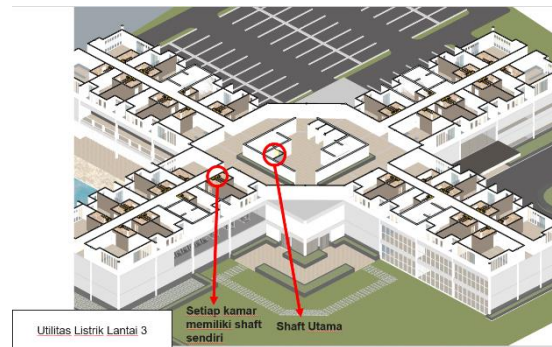 Setiap kamar
memiliki shaft
sendiri
Shaft Utama
Utilitas Listrik Lantai 3